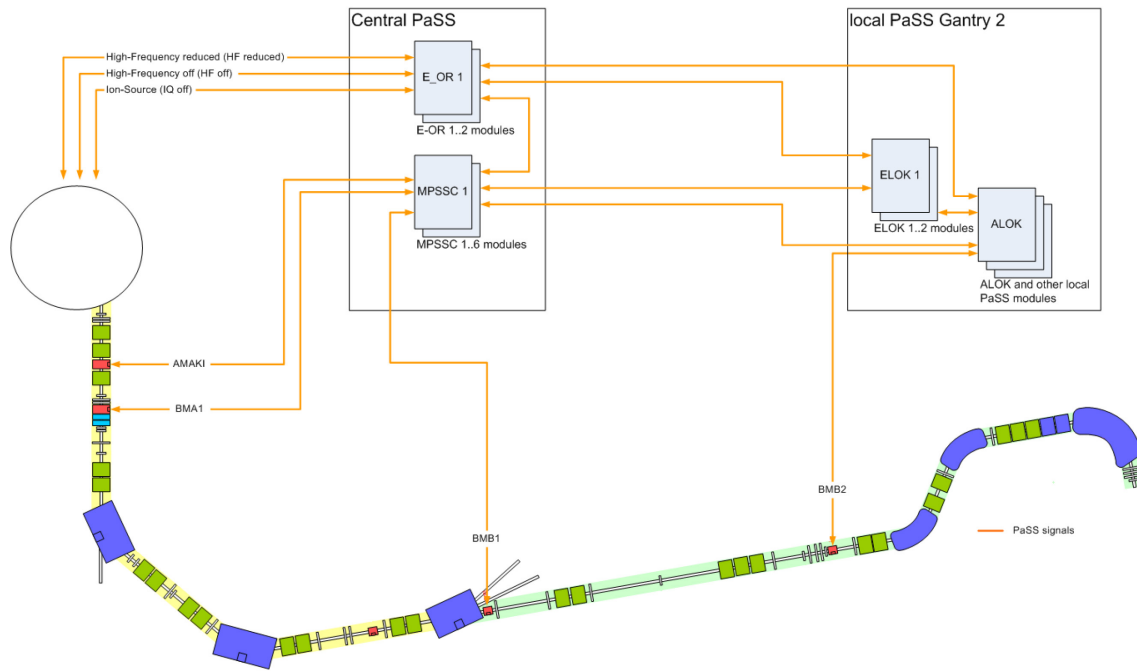 Central PaSS
local PaSS Gantry 2
High-Frequency reduced (HF reduced)
High-Frequency off (HF off)
Ion-Source (IQ off)
E_OR 1
E-OR 1..2 modules
MPSSC 1
MPSSC 1..6 modules
ELOK 1
ELOK 1..2 modules
ALOK
ALOK and other local
PaSS modules
AMAKI
BMA1
BMB2
BMB1
PaSS signals